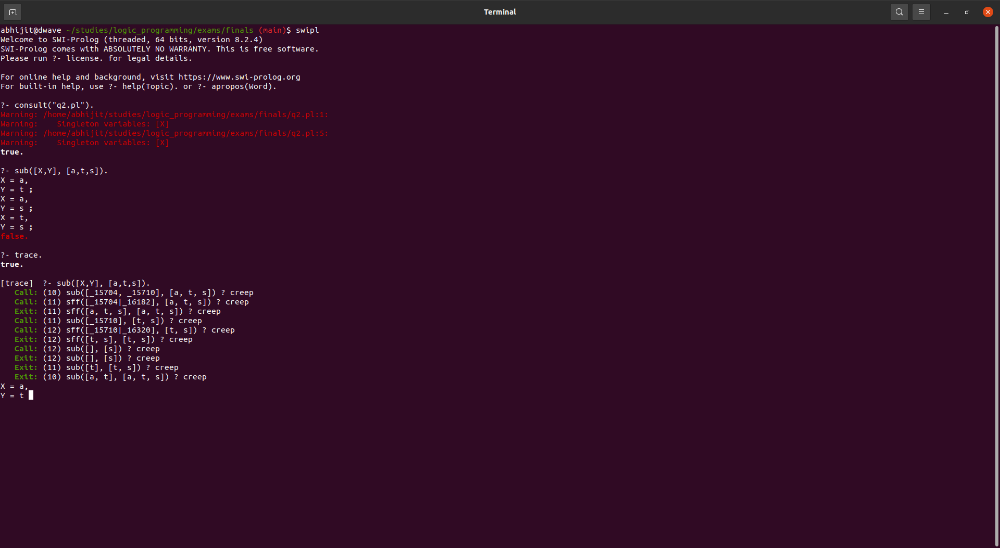 Terminal
abhijit@dwave ~/studies/logic_programming/exams/finals (main)$ swipl
Welcome to SWI-Prolog (threaded, 64 bits, version 8.2.4)
SWI-Prolog comes with ABSOLUTELY NO WARRANTY. This is free software.
Please run ?- license. for legal details.
For online help and background, visit https://www.swi-prolog.org
For built-in help, use ?- help(Topic). or ?- apropos(Word).
?- consult("q2.pl").
Warning: /home/abhijit/studies/logic_programming/exams/finals/q2.pl:1:
Warning:    Singleton variables: [X]
Warning: /home/abhijit/studies/logic_programming/exams/finals/q2.pl:5:
Warning:    Singleton variables: [X]
true.
?- sub([X,Y], [a,t,s]).
X = a,
Y = t ;
X = a,
Y = s ;
X = t,
Y = s ;
false.
?- trace.
true.
[trace]  ?- sub([X,Y], [a,t,s]).
   Call: (10) sub([_15704, _15710], [a, t, s]) ? creep
   Call: (11) sff([_15704|_16182], [a, t, s]) ? creep
   Exit: (11) sff([a, t, s], [a, t, s]) ? creep
   Call: (11) sub([_15710], [t, s]) ? creep
   Call: (12) sff([_15710|_16320], [t, s]) ? creep
   Exit: (12) sff([t, s], [t, s]) ? creep
   Call: (12) sub([], [s]) ? creep
   Exit: (12) sub([], [s]) ? creep
   Exit: (11) sub([t], [t, s]) ? creep
   Exit: (10) sub([a, t], [a, t, s]) ? creep
X = a,
Y = t